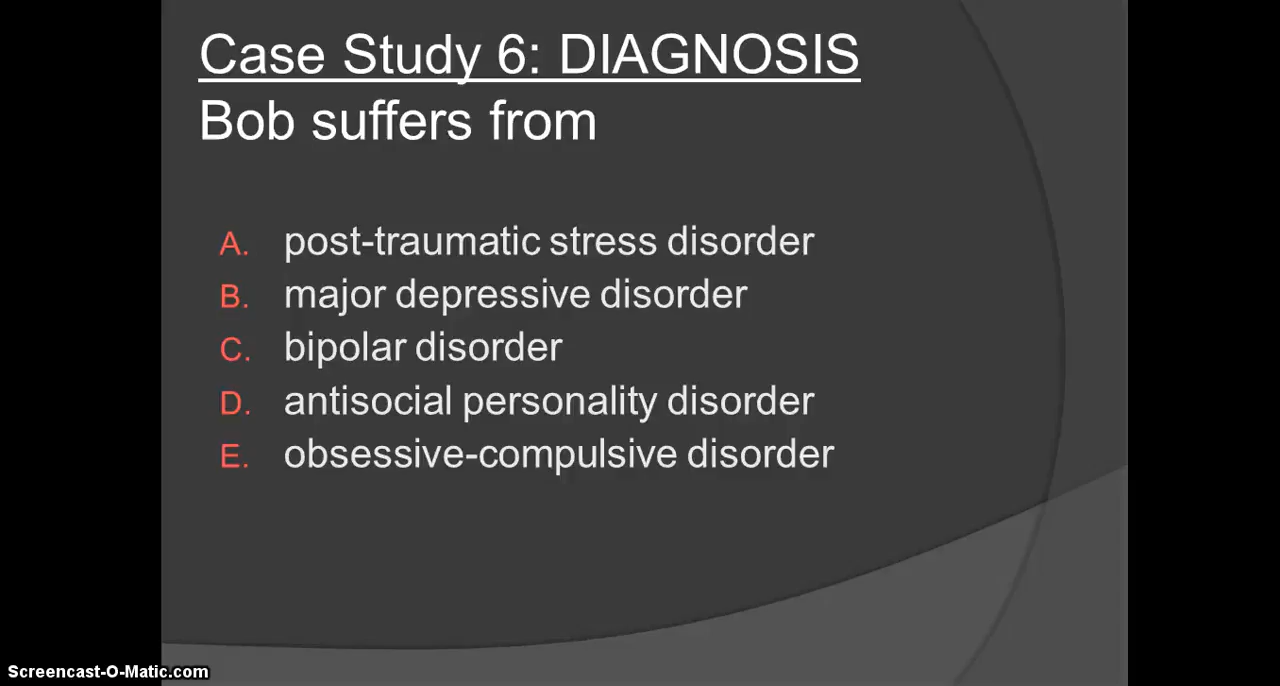 Case Study 6: DIAGNOSIS
Bob suffers from
A. post-traumatic stress disorder
B. major depressive disorder
C. bipolar disorder
D. antisocial personality disorder
E. obsessive-compulsive disorder
Screencast-O-Matic.com